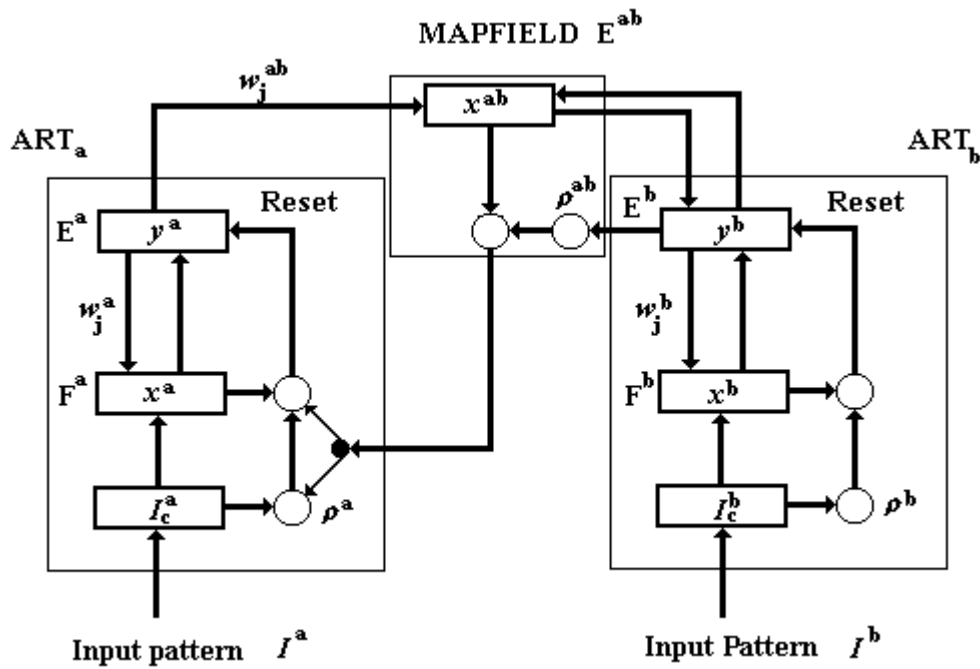 MAPFIELD E^ab
w_j^ab
x^ab
ART_a
ART_b
ρ^ab
Reset
E^a
y^a
E^b
Reset
y^b
w_j^a
w_j^b
F^a
x^a
F^b
x^b
I_c^a
ρ^a
I_c^b
ρ^b
Input pattern I^a
Input Pattern I^b